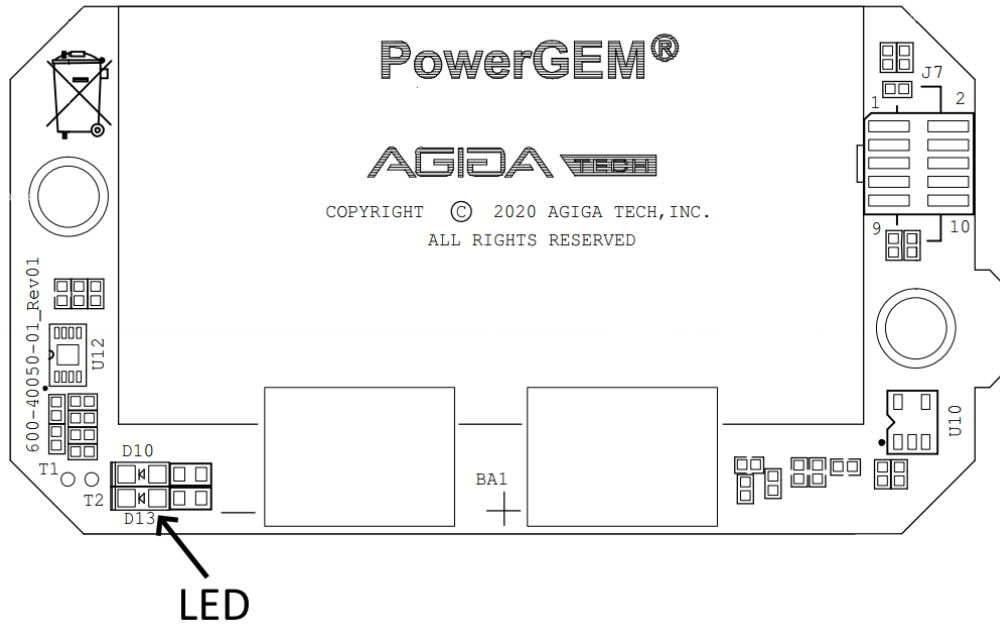 PowerGEM®
J7
1 2
AGIGA TECH
COPYRIGHT © 2020 AGIGA TECH,INC.
ALL RIGHTS RESERVED
9 10
600-40050-01_Rev01
U12
U10
D10
T1
T2
BA1
D13
LED